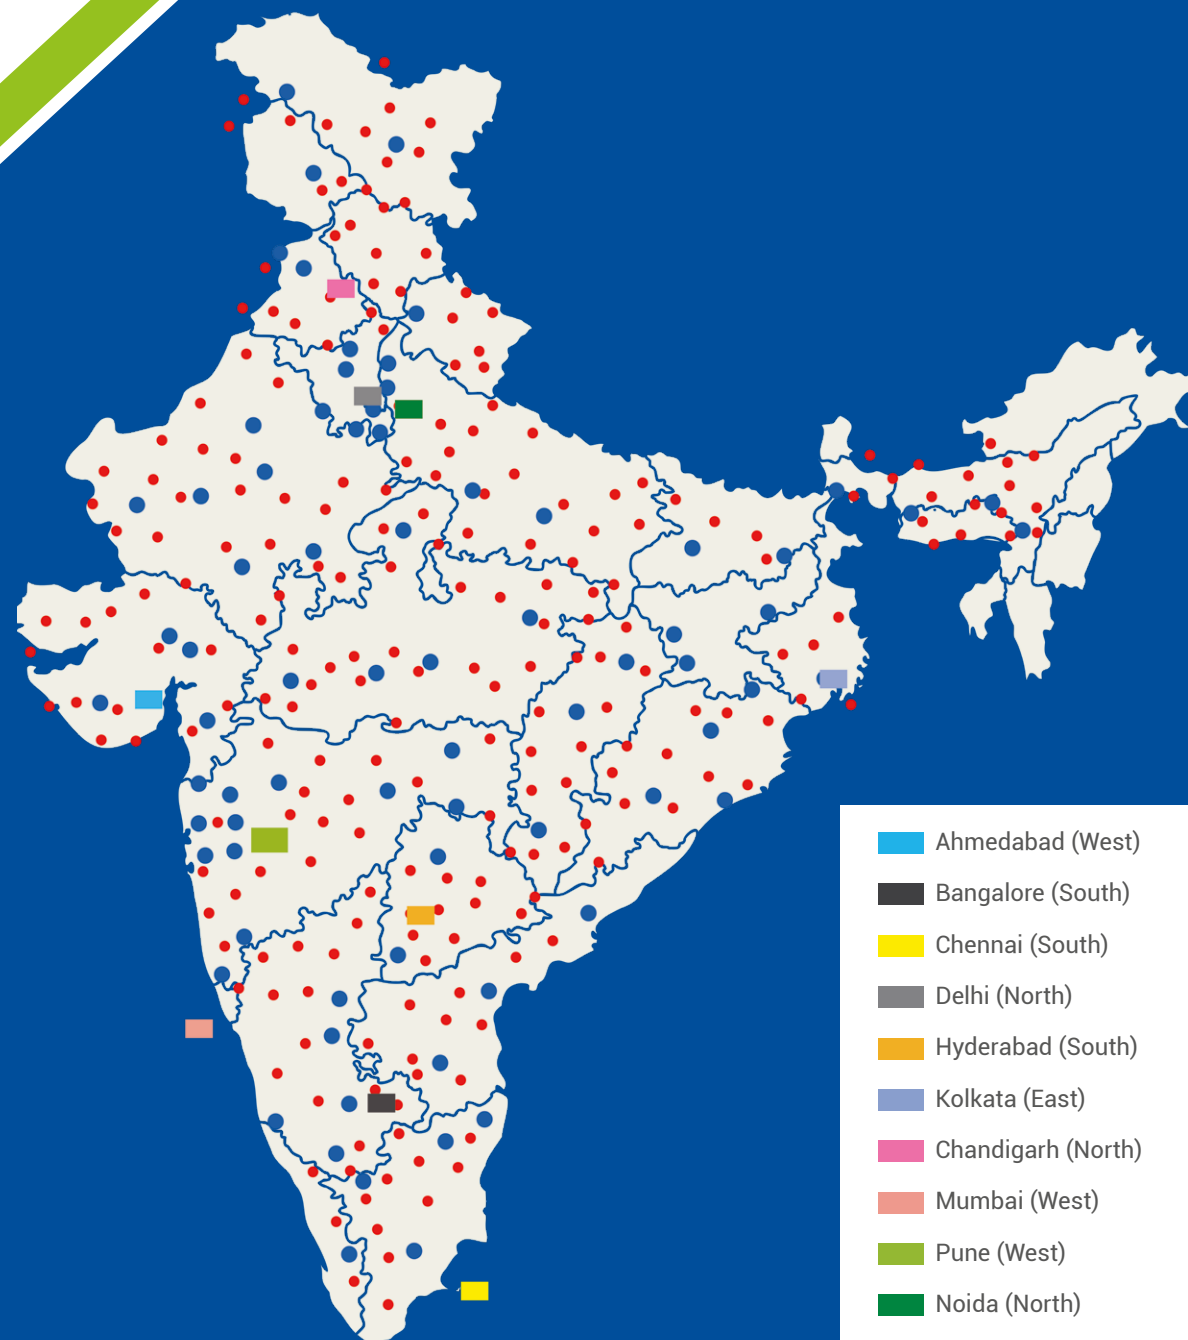 Ahmedabad (West)
Bangalore (South)
Chennai (South)
Delhi (North)
Hyderabad (South)
Kolkata (East)
Chandigarh (North)
Mumbai (West)
Pune (West)
Noida (North)